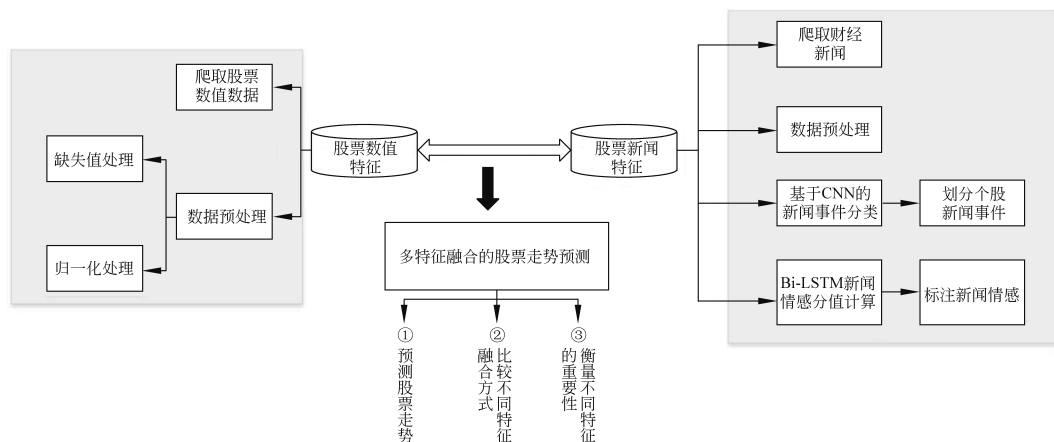 爬取股票
数值数据
缺失值处理
数据预处理
归一化处理
股票数值
特征
股票新闻
特征
多特征融合的股票走势预测
①
预测股票走势
②
比较不同特征
融合方式
③
衡量不同特征
的重要性
爬取财经
新闻
数据预处理
基于CNN的
新闻事件分类
划分个股
新闻事件
Bi-LSTM新闻
情感分值计算
标注新闻情感